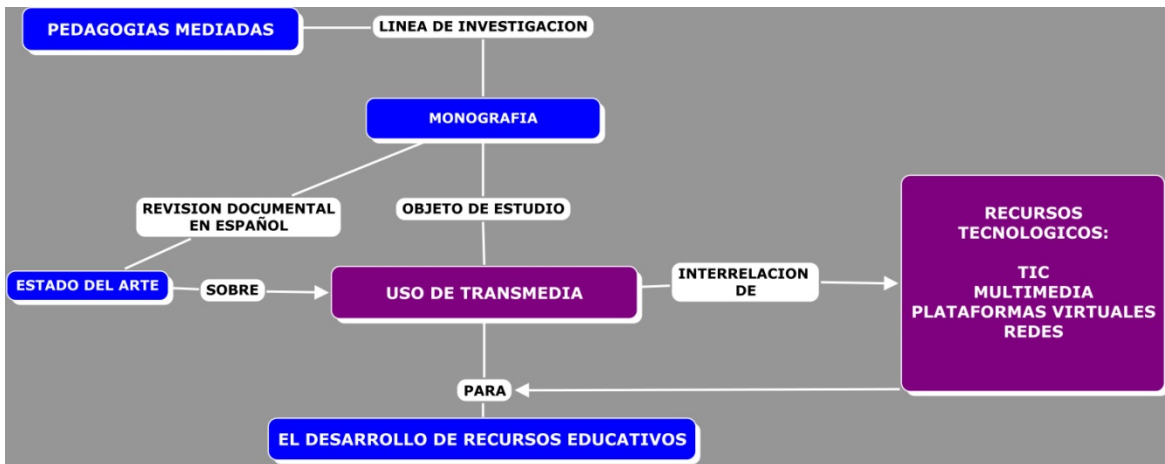 PEDAGOGIAS MEDIADAS
LINEA DE INVESTIGACION
MONOGRAFIA
REVISION DOCUMENTAL
EN ESPAÑOL
OBJETO DE ESTUDIO
ESTADO DEL ARTE
SOBRE
USO DE TRANSMEDIA
INTERRELACION
DE
RECURSOS
TECNOLOGICOS:
TIC
MULTIMEDIA
PLATAFORMAS VIRTUALES
REDES
PARA
EL DESARROLLO DE RECURSOS EDUCATIVOS